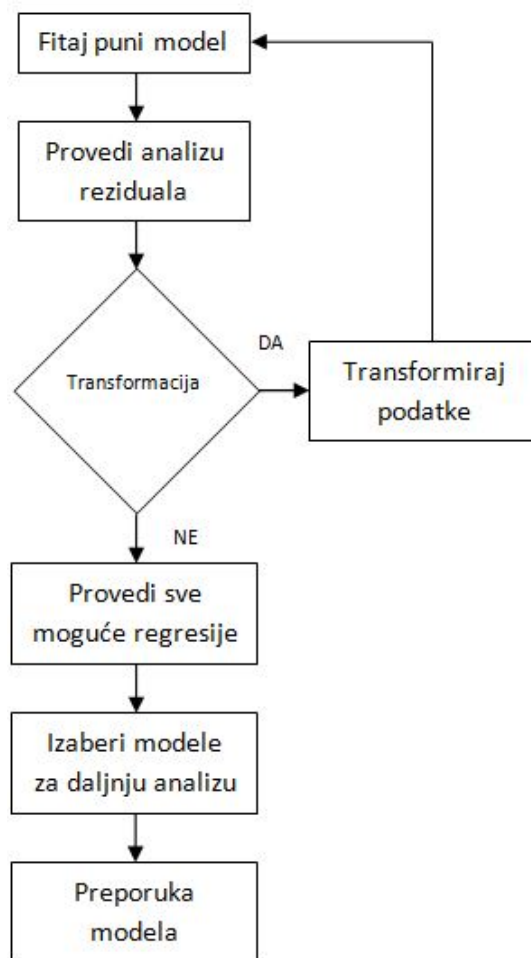 Fitaj puni model
Provedi analizu
reziduala
Transformacija
DA
Transformiraj
podatke
NE
Provedi sve
moguće regresije
Izaberi modele
za daljnju analizu
Preporuka
modela